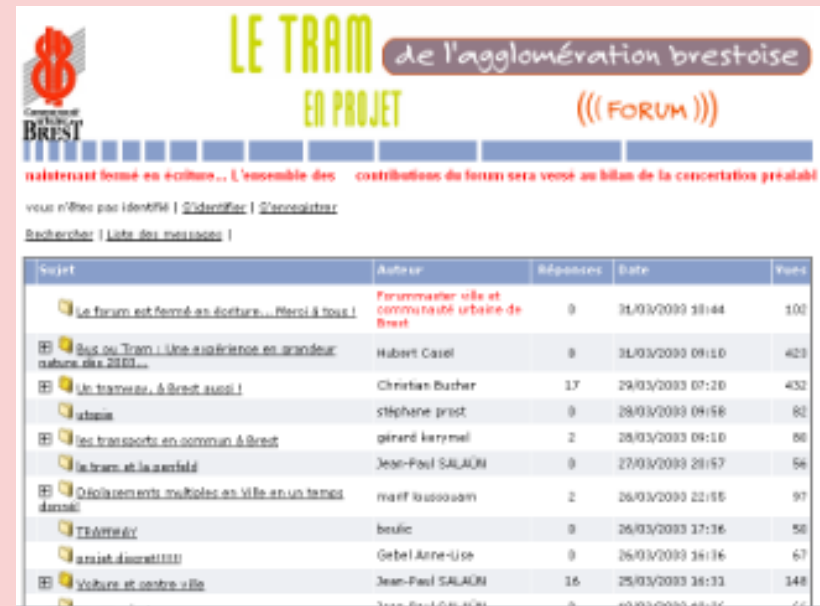 LE TRAM de l'agglomération brestoise
EN PROJET ((( FORUM )))
BREST
maintenant fermé en écriture... L'ensemble des contributions du forum sera versé au bilan de la concertation préalabl
vous n'êtes pas identifié | S'identifier | S'enregistrer
Rechercher | Liste des messages |
Sujet Auteur Réponses Date Vues
Le forum est fermé en écriture... Merci à tous ! Forummaster ville et communauté urbaine de Brest 0 31/03/2003 10:44 102
Bus ou Tram : Une expérience en grandeur nature dès 2003... Hubert Casel 31/03/2003 09:10 423
Un tramway, à Brest aussi ! Christian Bucher 17 29/03/2003 07:20 432
utopie stéphane prost 0 28/03/2003 09:58 82
les transports en commun à Brest gérard kerymel 2 28/03/2003 09:10
le tram et la penfeld Jean-Paul SALAÜN 0 27/03/2003 20:57 56
Déplacements multiples en Ville en un temps donné! 2 26/03/2003 22:55 97
TRAMWAY beulic 0 26/03/2003 17:36 50
projet discret!!!!! Gebel Anne-Lise 0 26/03/2003 16:36 67
Voiture et centre ville Jean-Paul SALAÜN 16 25/03/2003 16:31 148